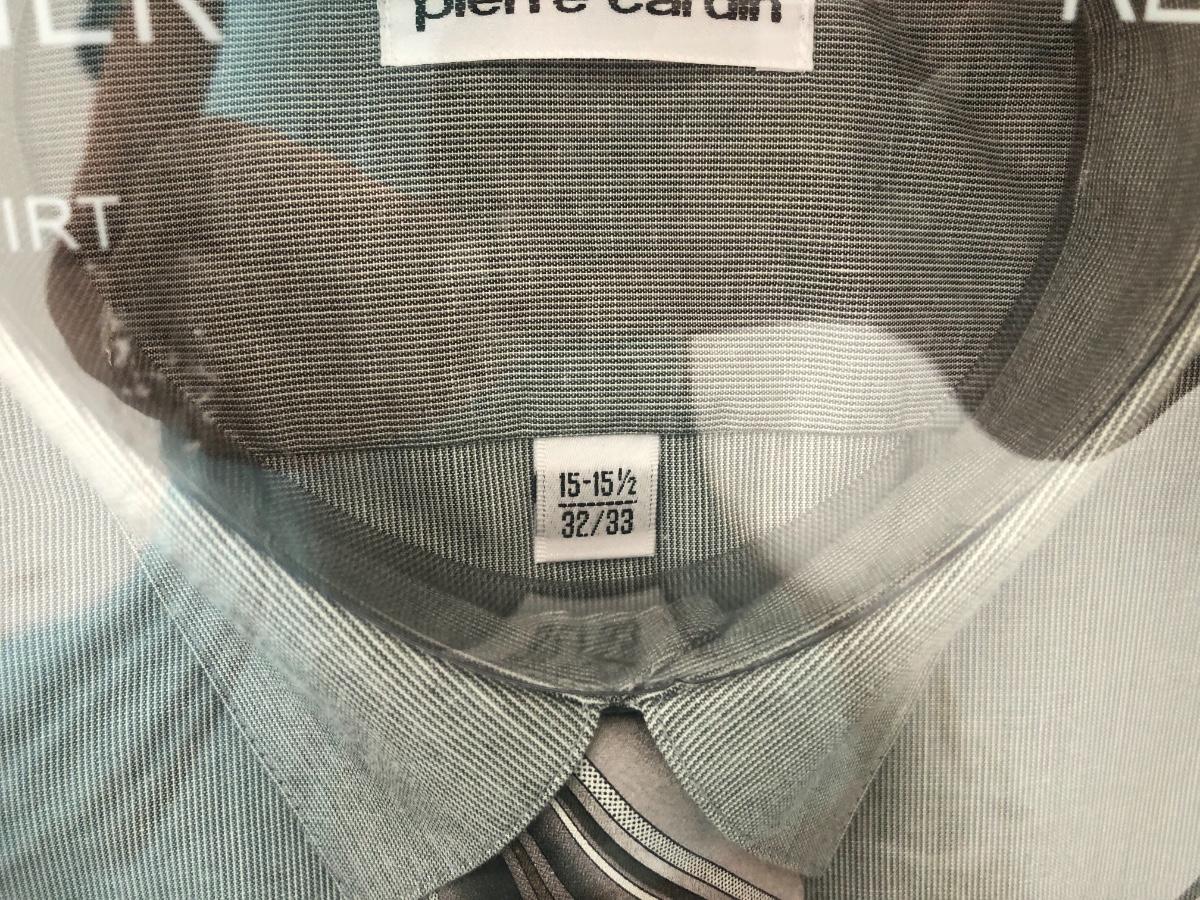 pierre cardin
IRT
15-15½
32/33